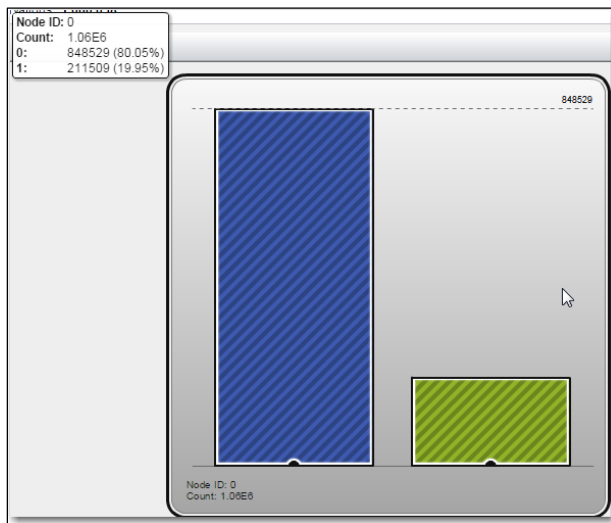 Node ID: 0
Count: 1.06E6
0: 848529 (80.05%)
1: 211509 (19.95%)
848529
Node ID: 0
Count: 1.06E6